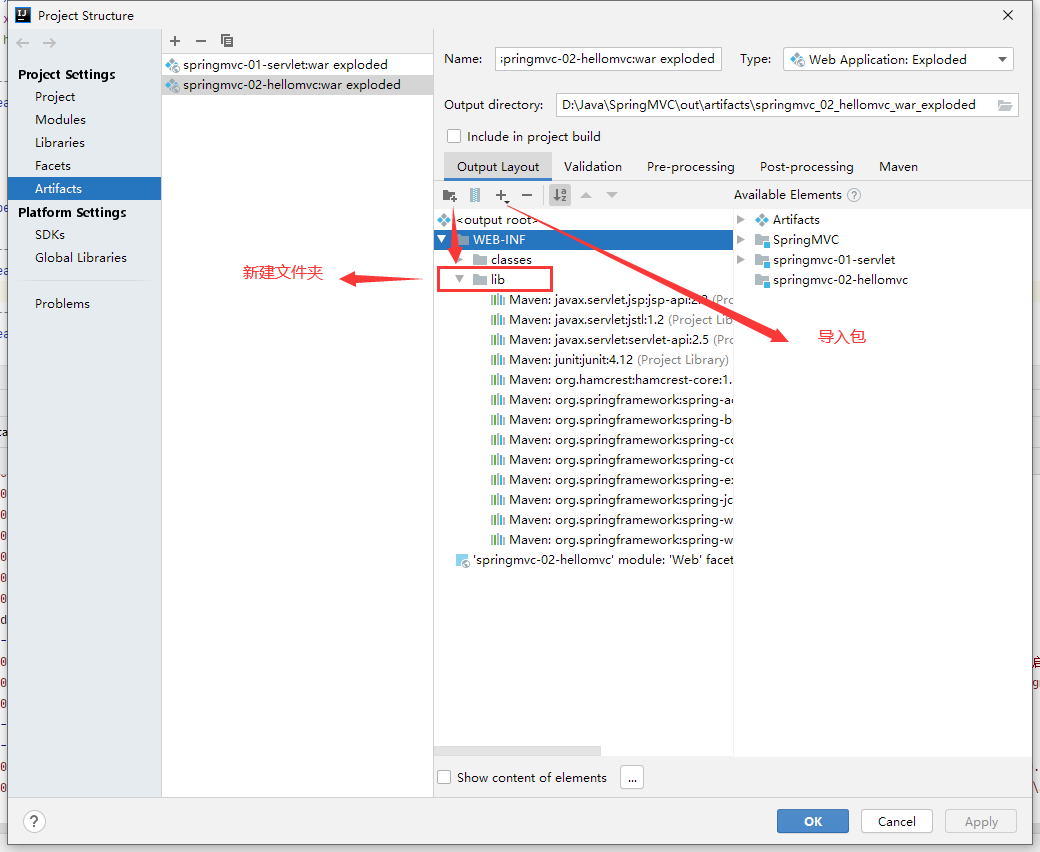 Project Structure
Project Settings
Project
Modules
Libraries
Facets
Artifacts
Platform Settings
SDKs
Global Libraries
Problems
springmvc-01-servlet:war exploded
springmvc-02-hellomvc:war exploded
Name:
springmvc-02-hellomvc:war exploded
Type:
Web Application: Exploded
Output directory:
D:\Java\SpringMVC\out\artifacts\springmvc_02_hellomvc_war_exploded
Include in project build
Output Layout
Validation
Pre-processing
Post-processing
Maven
Available Elements
?
<output root>
WEB-INF
classes
lib
Maven: javax.servlet.jsp:jsp-api:2.2 (Pro
Maven: javax.servlet:jstl:1.2 (Project Lib
Maven: javax.servlet:servlet-api:2.5 (Pro
Maven: junit:junit:4.12 (Project Library)
Maven: org.hamcrest:hamcrest-core:1.
Maven: org.springframework:spring-a
Maven: org.springframework:spring-b
Maven: org.springframework:spring-c
Maven: org.springframework:spring-c
Maven: org.springframework:spring-e
Maven: org.springframework:spring-jc
Maven: org.springframework:spring-w
Maven: org.springframework:spring-w
'springmvc-02-hellomvc' module: 'Web' facet
Artifacts
SpringMVC
springmvc-01-servlet
springmvc-02-hellomvc
新建文件夹
导入包
Show content of elements
...
?
OK
Cancel
Apply